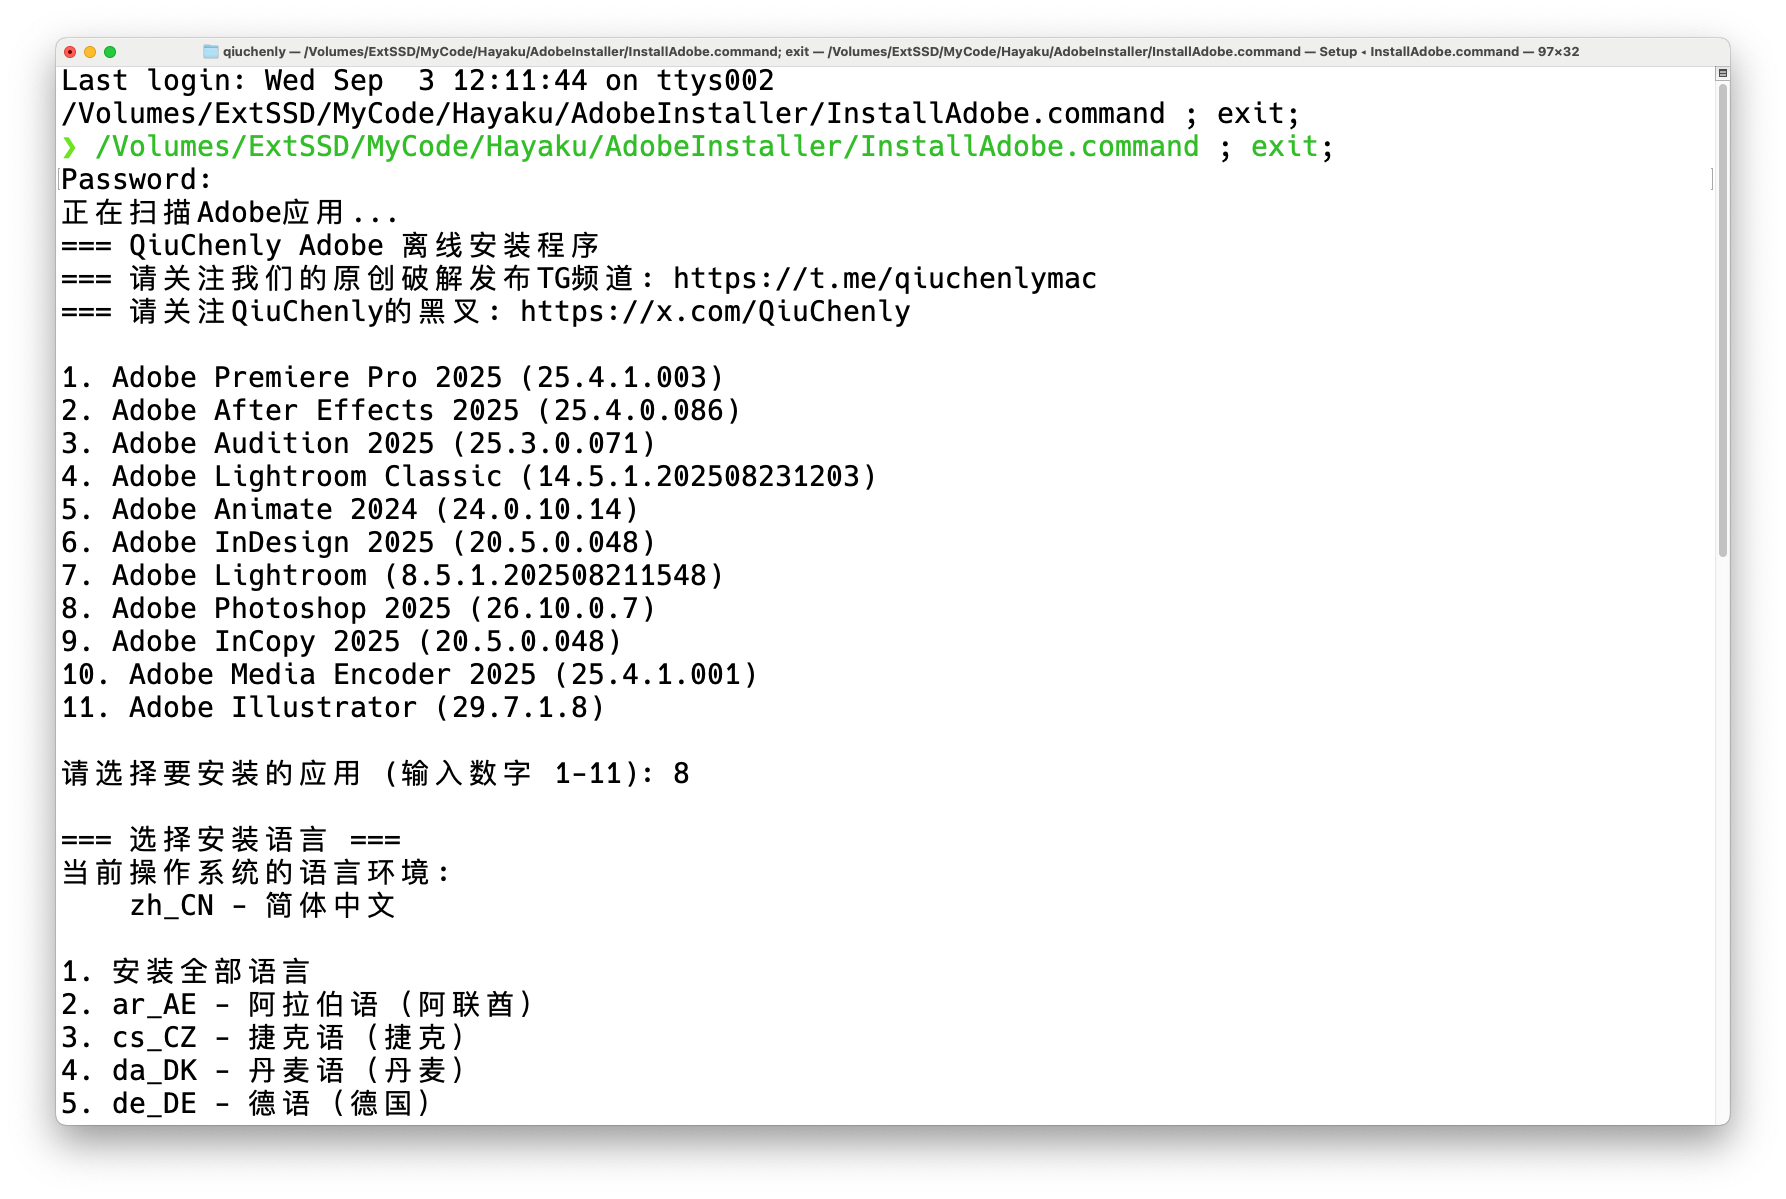 qiuchenly — /Volumes/ExtSSD/MyCode/Hayaku/AdobeInstaller/InstallAdobe.command; exit — /Volumes/ExtSSD/MyCode/Hayaku/AdobeInstaller/InstallAdobe.command — Setup ◂ InstallAdobe.command — 97×32
Last login: Wed Sep  3 12:11:44 on ttys002
/Volumes/ExtSSD/MyCode/Hayaku/AdobeInstaller/InstallAdobe.command ; exit;
❯ /Volumes/ExtSSD/MyCode/Hayaku/AdobeInstaller/InstallAdobe.command ; exit;
Password:
正在扫描Adobe应用...
=== QiuChenly Adobe 离线安装程序
=== 请关注我们的原创破解发布TG频道: https://t.me/qiuchenlymac
=== 请关注QiuChenly的黑叉: https://x.com/QiuChenly
1. Adobe Premiere Pro 2025 (25.4.1.003)
2. Adobe After Effects 2025 (25.4.0.086)
3. Adobe Audition 2025 (25.3.0.071)
4. Adobe Lightroom Classic (14.5.1.202508231203)
5. Adobe Animate 2024 (24.0.10.14)
6. Adobe InDesign 2025 (20.5.0.048)
7. Adobe Lightroom (8.5.1.202508211548)
8. Adobe Photoshop 2025 (26.10.0.7)
9. Adobe InCopy 2025 (20.5.0.048)
10. Adobe Media Encoder 2025 (25.4.1.001)
11. Adobe Illustrator (29.7.1.8)
请选择要安装的应用 (输入数字 1-11): 8
=== 选择安装语言 ===
当前操作系统的语言环境:
    zh_CN - 简体中文
1. 安装全部语言
2. ar_AE - 阿拉伯语（阿联酋）
3. cs_CZ - 捷克语（捷克）
4. da_DK - 丹麦语（丹麦）
5. de_DE - 德语（德国）